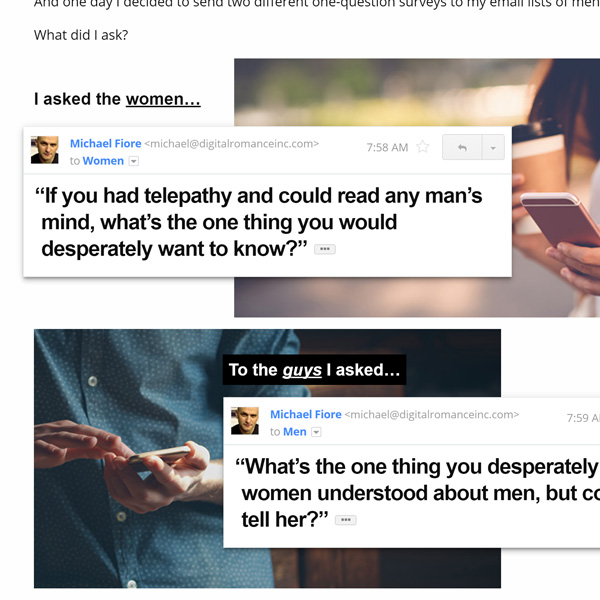 And one day I decided to send two different one-question surveys to my email lists of men
What did I ask?
I asked the women…
Michael Fiore <michael@digitalromanceinc.com> 7:58 AM
to Women
“If you had telepathy and could read any man’s
mind, what’s the one thing you would
desperately want to know?”
To the guys I asked…
Michael Fiore <michael@digitalromanceinc.com> 7:59
to Men
“What’s the one thing you desperately
women understood about men, but
tell her?”